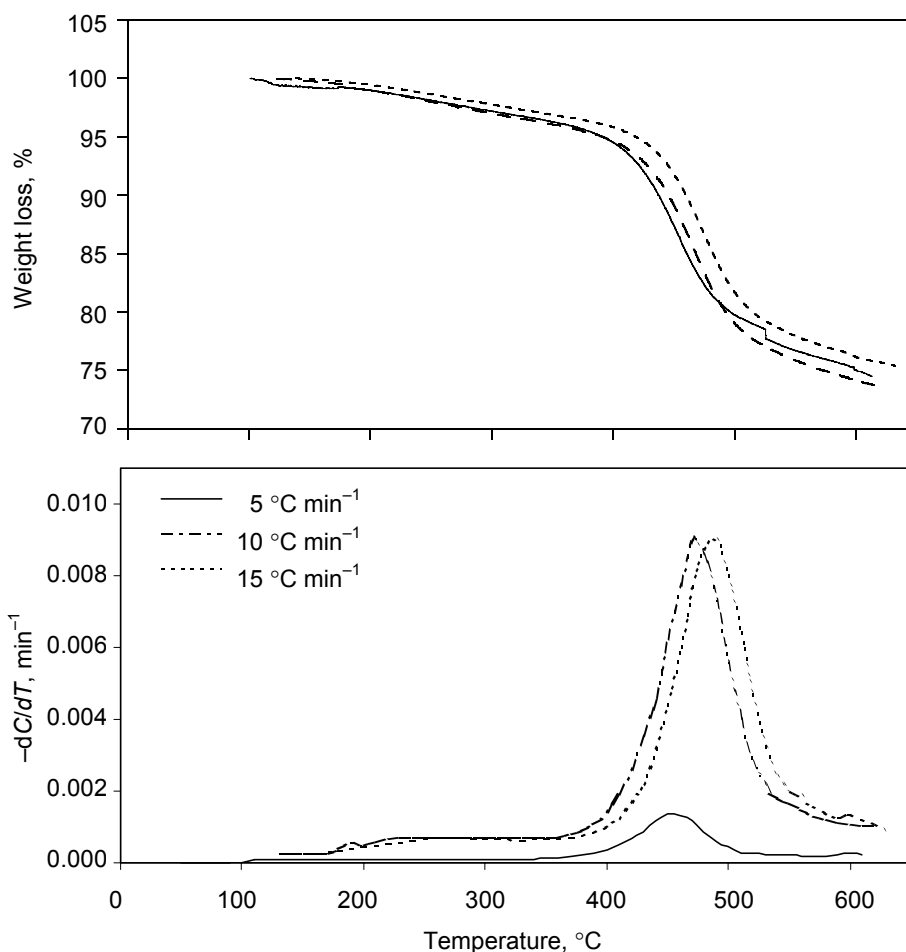 105
100
95
90
85
80
75
70
Weight loss, %
0.010
0.008
0.006
0.004
0.002
0.000
–dC/dT, min⁻¹
5 °C min⁻¹
10 °C min⁻¹
15 °C min⁻¹
0 100 200 300 400 500 600
Temperature, °C